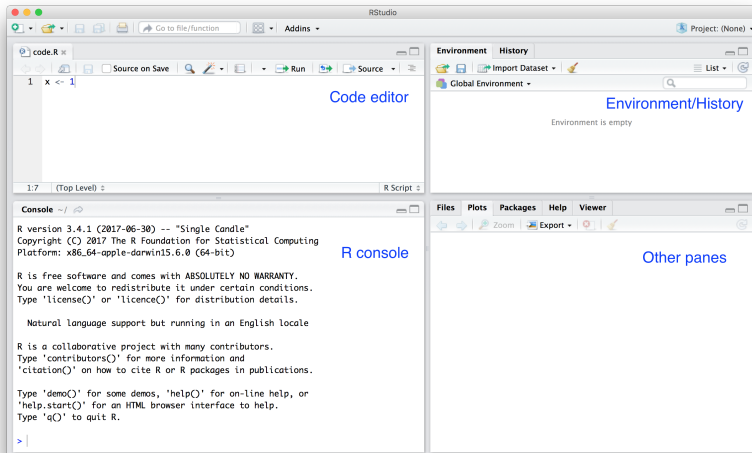 RStudio
Go to file/function
Addins
Project: (None)
code.R
Source on Save
Run
Source
1 x <- 1
Code editor
1:7 (Top Level) R Script
Environment History
Import Dataset
List
Global Environment
Environment/History
Environment is empty
Console ~/
R version 3.4.1 (2017-06-30) -- "Single Candle"
Copyright (C) 2017 The R Foundation for Statistical Computing
Platform: x86_64-apple-darwin15.6.0 (64-bit)
R console
R is free software and comes with ABSOLUTELY NO WARRANTY.
You are welcome to redistribute it under certain conditions.
Type 'license()' or 'licence()' for distribution details.
Natural language support but running in an English locale
R is a collaborative project with many contributors.
Type 'contributors()' for more information and
'citation()' on how to cite R or R packages in publications.
Type 'demo()' for some demos, 'help()' for on-line help, or
'help.start()' for an HTML browser interface to help.
Type 'q()' to quit R.
>
Files Plots Packages Help Viewer
Zoom Export
Other panes